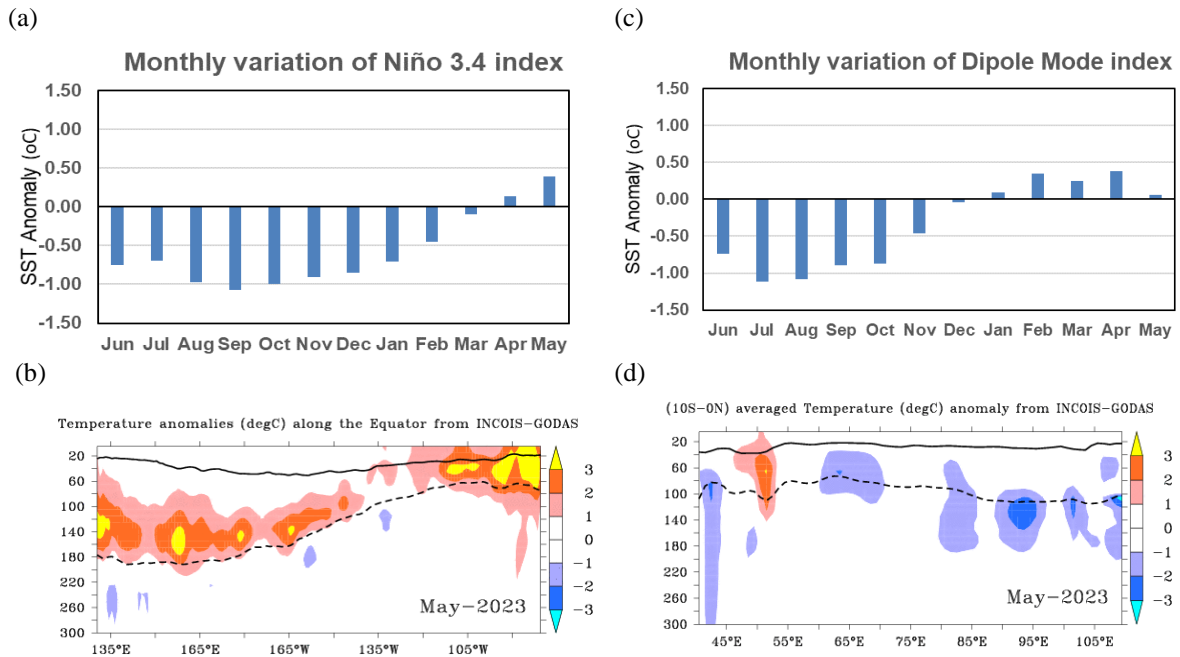 (a)
Monthly variation of Niño 3.4 index
SST Anomaly (oC)
1.50
1.00
0.50
0.00
-0.50
-1.00
-1.50
Jun Jul Aug Sep Oct Nov Dec Jan Feb Mar Apr May
(c)
Monthly variation of Dipole Mode index
SST Anomaly (oC)
1.50
1.00
0.50
0.00
-0.50
-1.00
-1.50
Jun Jul Aug Sep Oct Nov Dec Jan Feb Mar Apr May
(b)
Temperature anomalies (degC) along the Equator from INCOIS-GODAS
20
60
100
140
180
220
260
300
135°E 165°E 165°W 135°W 105°W
May-2023
3
2
1
0
−1
−2
−3
(d)
(10S-0N) averaged Temperature (degC) anomaly from INCOIS-GODAS
20
60
100
140
180
220
260
300
45°E 55°E 65°E 75°E 85°E 95°E 105°E
May-2023
3
2
1
0
−1
−2
−3